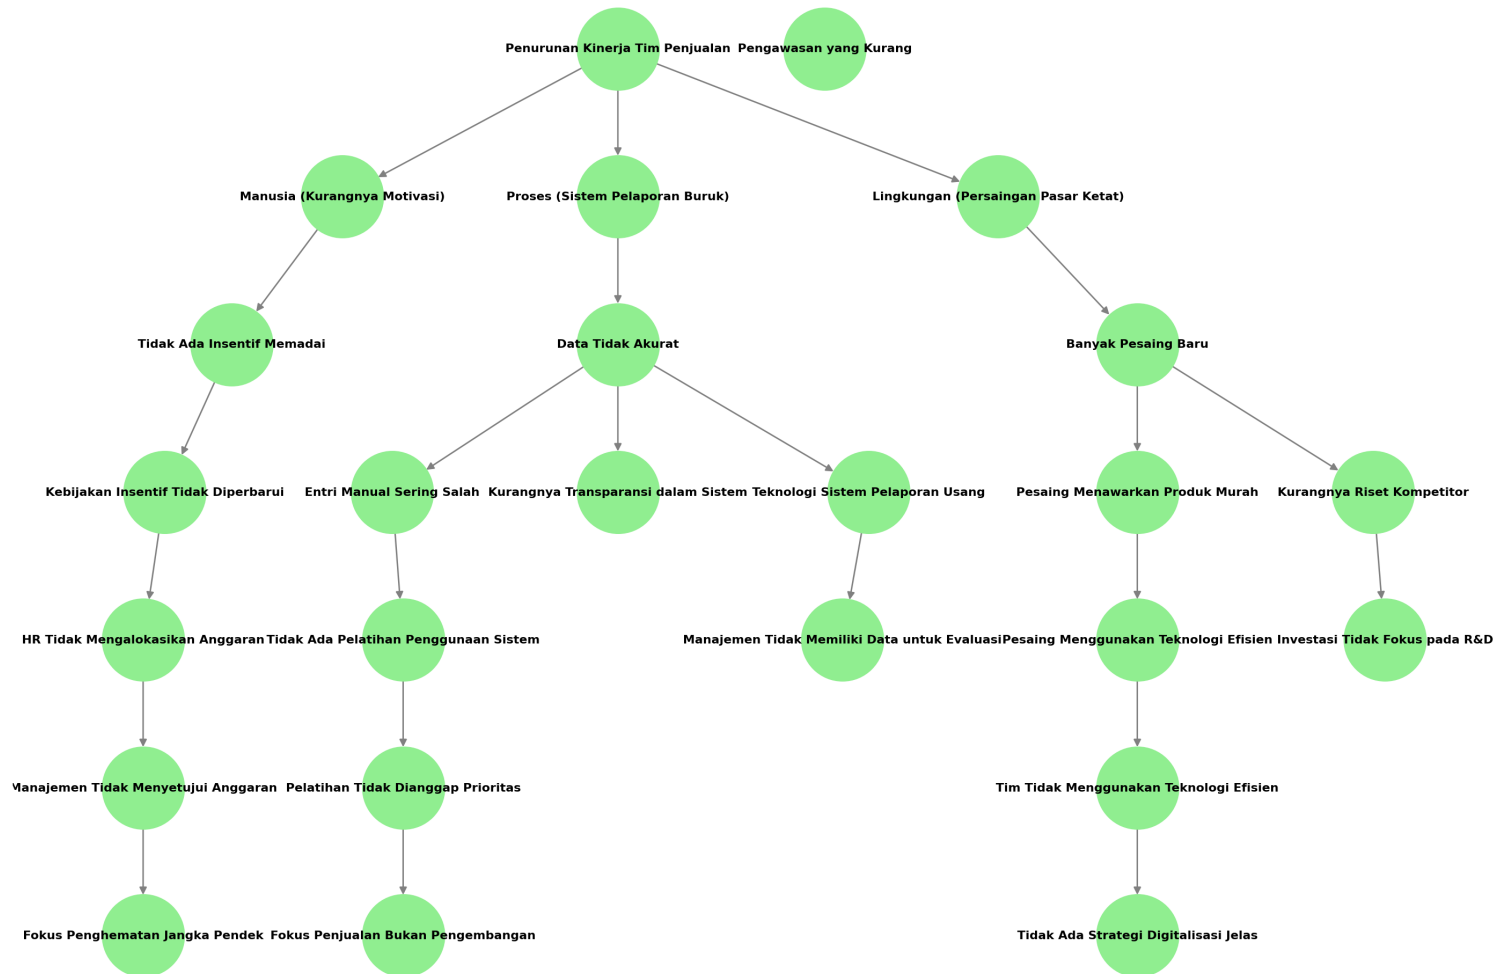 Penurunan Kinerja Tim Penjualan
Pengawasan yang Kurang
Manusia (Kurangnya Motivasi)
Proses (Sistem Pelaporan Buruk)
Lingkungan (Persaingan Pasar Ketat)
Tidak Ada Insentif Memadai
Data Tidak Akurat
Banyak Pesaing Baru
Kebijakan Insentif Tidak Diperbarui
Entri Manual Sering Salah
Kurangnya Transparansi dalam Sistem
Teknologi Sistem Pelaporan Usang
Pesaing Menawarkan Produk Murah
Kurangnya Riset Kompetitor
HR Tidak Mengalokasikan Anggaran
Tidak Ada Pelatihan Penggunaan Sistem
Manajemen Tidak Memiliki Data untuk Evaluasi
Pesaing Menggunakan Teknologi Efisien
Investasi Tidak Fokus pada R&D
Manajemen Tidak Menyetujui Anggaran
Pelatihan Tidak Dianggap Prioritas
Tim Tidak Menggunakan Teknologi Efisien
Fokus Penghematan Jangka Pendek
Fokus Penjualan Bukan Pengembangan
Tidak Ada Strategi Digitalisasi Jelas